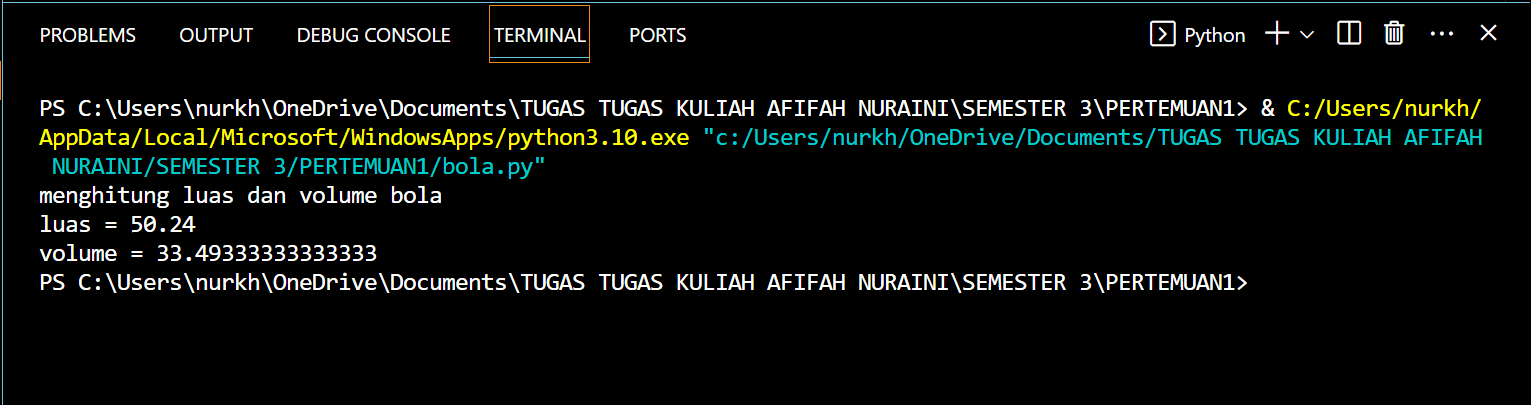 PROBLEMS OUTPUT DEBUG CONSOLE TERMINAL PORTS Python
PS C:\Users\nurkh\OneDrive\Documents\TUGAS TUGAS KULIAH AFIFAH NURAINI\SEMESTER 3\PERTEMUAN1> & C:/Users/nurkh/
AppData/Local/Microsoft/WindowsApps/python3.10.exe "c:/Users/nurkh/OneDrive/Documents/TUGAS TUGAS KULIAH AFIFAH
NURAINI/SEMESTER 3/PERTEMUAN1/bola.py"
menghitung luas dan volume bola
luas = 50.24
volume = 33.49333333333333
PS C:\Users\nurkh\OneDrive\Documents\TUGAS TUGAS KULIAH AFIFAH NURAINI\SEMESTER 3\PERTEMUAN1>